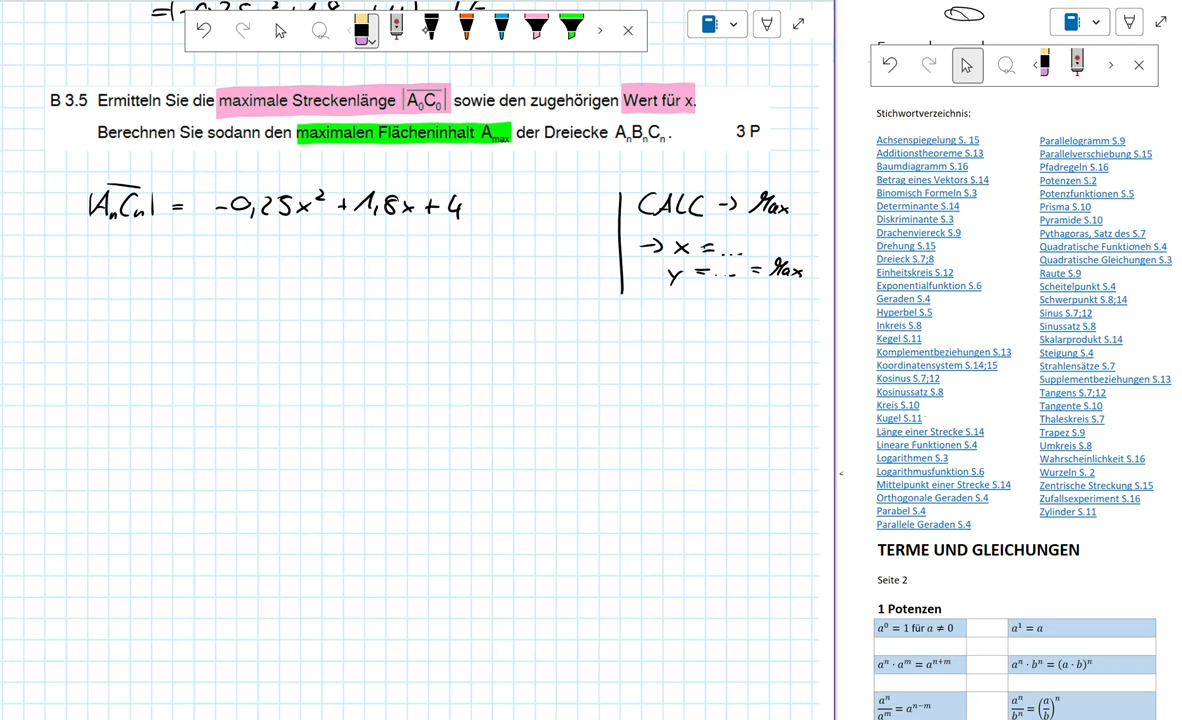 B 3.5 Ermitteln Sie die maximale Streckenlänge |A₀C₀| sowie den zugehörigen Wert für x.
Berechnen Sie sodann den maximalen Flächeninhalt Aₘₐₓ der Dreiecke AₙBₙCₙ. 3 P
|AₙCₙ| = -0,25x² + 1,8x + 4
CALC → Max
→ x = ...
y = ... = Max
Stichwortverzeichnis:
Achsenspiegelung S. 15
Additionstheoreme S.13
Baumdiagramm S.16
Betrag eines Vektors S.14
Binomisch Formeln S.3
Determinante S.14
Diskriminante S.3
Drachenviereck S.9
Drehung S.15
Dreieck S.7;8
Einheitskreis S.12
Exponentialfunktion S.6
Geraden S.4
Hyperbel S.5
Inkreis S.8
Kegel S.11
Komplementbeziehungen S.13
Koordinatensystem S.14;15
Kosinus S.7;12
Kosinussatz S.8
Kreis S.10
Kugel S.11
Länge einer Strecke S.14
Lineare Funktionen S.4
Logarithmen S.3
Logarithmusfunktion S.6
Mittelpunkt einer Strecke S.14
Orthogonale Geraden S.4
Parabel S.4
Parallele Geraden S.4
Parallelogramm S.9
Parallelverschiebung S.15
Pfadregeln S.16
Potenzen S.2
Potenzfunktionen S.5
Prisma S.10
Pyramide S.10
Pythagoras, Satz des S.7
Quadratische Funktionen S.4
Quadratische Gleichungen S.3
Raute S.9
Scheitelpunkt S.4
Schwerpunkt S.8;14
Sinus S.7;12
Sinussatz S.8
Skalarprodukt S.14
Steigung S.4
Strahlensätze S.7
Supplementbeziehungen S.13
Tangens S.7;12
Tangente S.10
Thaleskreis S.7
Trapez S.9
Umkreis S.8
Wahrscheinlichkeit S.16
Wurzeln S. 2
Zentrische Streckung S.15
Zufallsexperiment S.16
Zylinder S.11
TERME UND GLEICHUNGEN
Seite 2
1 Potenzen
a⁰ = 1 für a ≠ 0
a¹ = a
aⁿ · aᵐ = aⁿ⁺ᵐ
aⁿ · bⁿ = (a · b)ⁿ
aⁿ/aᵐ = aⁿ⁻ᵐ
aⁿ/bⁿ = (a/b)ⁿ